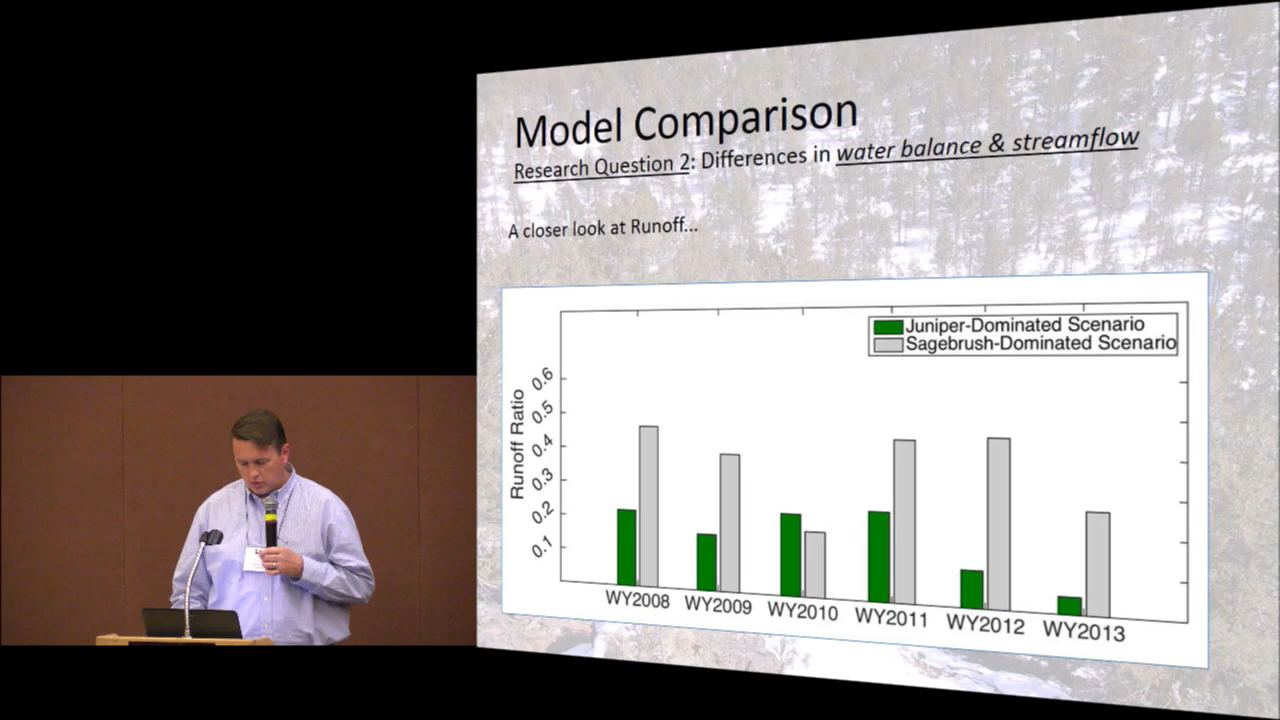 Model Comparison
Research Question 2: Differences in water balance & streamflow
A closer look at Runoff...
Juniper-Dominated Scenario
Sagebrush-Dominated Scenario
Runoff Ratio
0.6
0.5
0.4
0.3
0.2
0.1
WY2008 WY2009 WY2010 WY2011 WY2012 WY2013